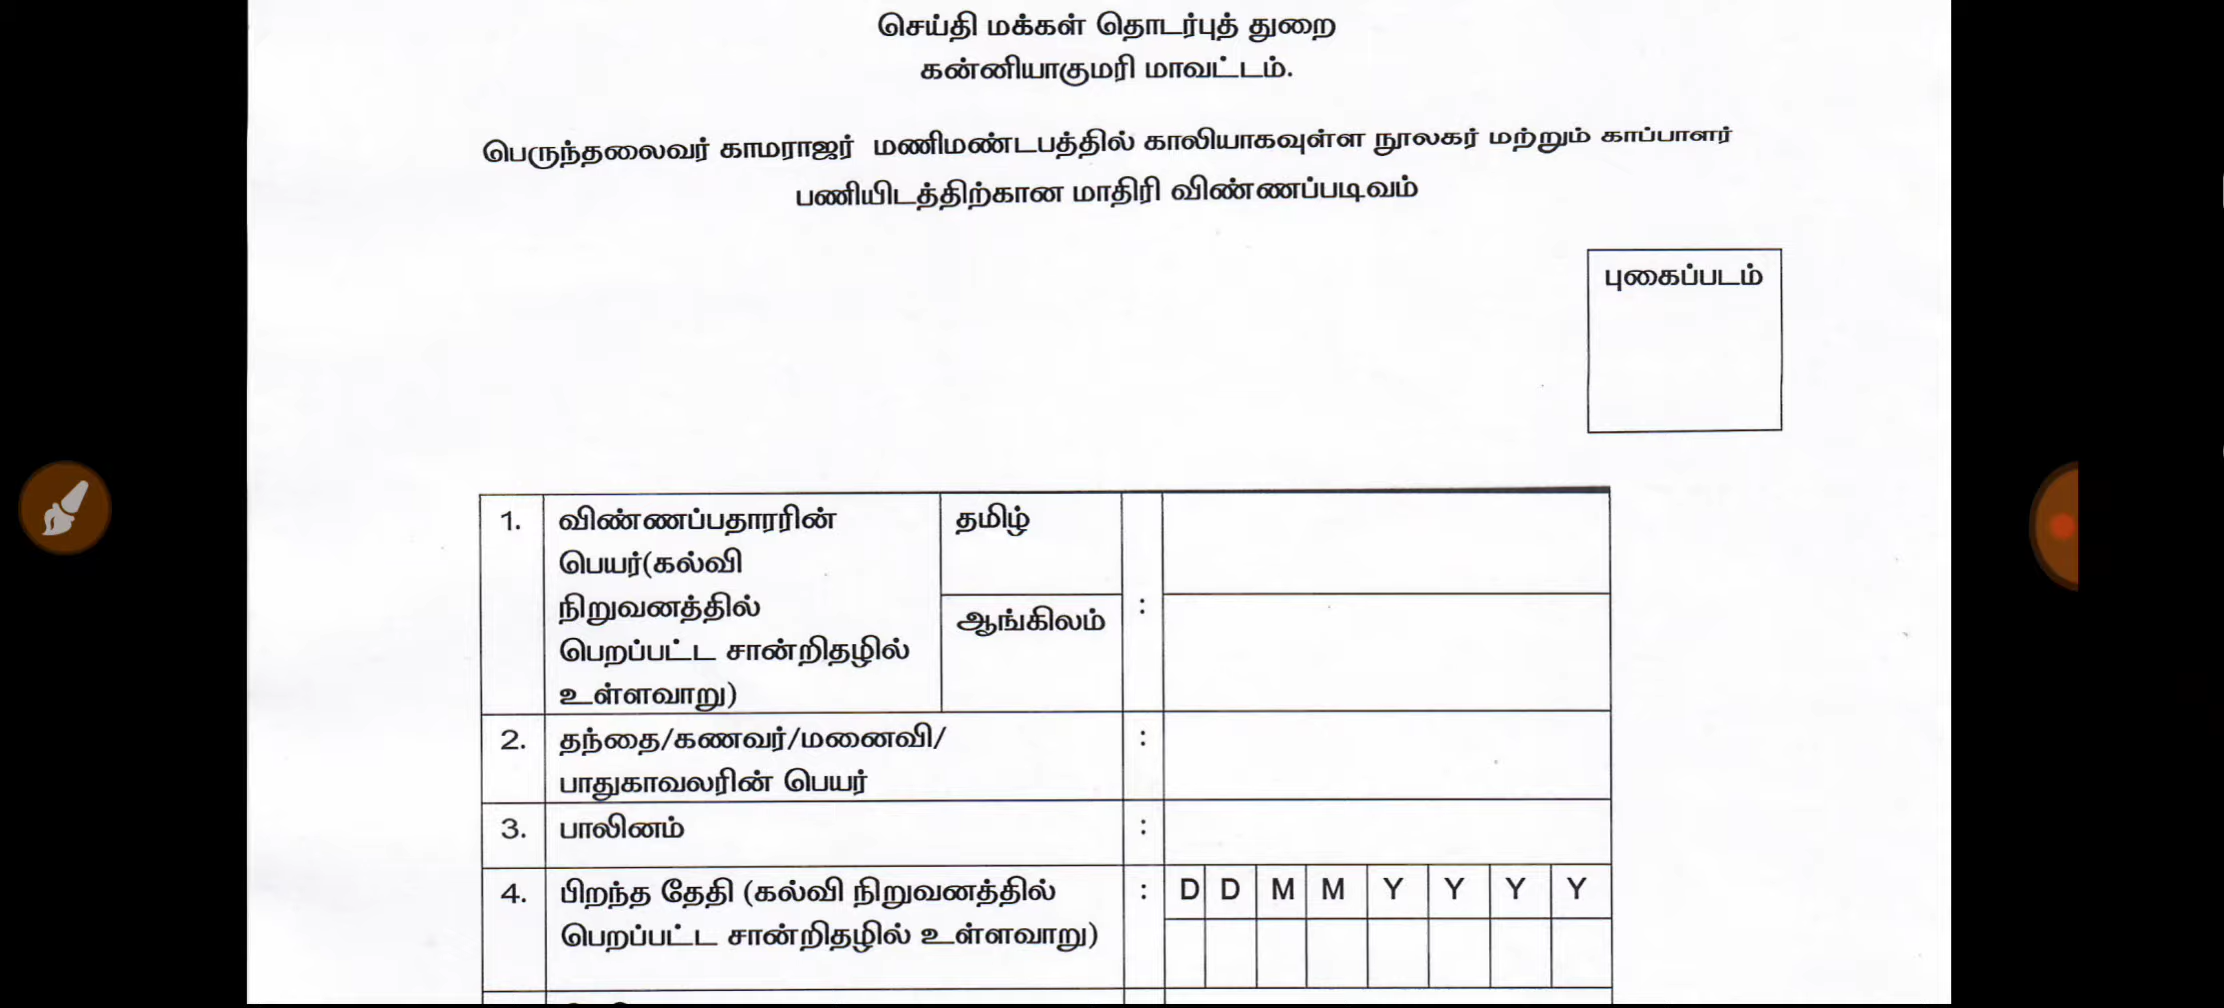 செய்தி மக்கள் தொடர்புத் துறை
கன்னியாகுமரி மாவட்டம்.
பெருந்தலைவர் காமராஜர் மணிமண்டபத்தில் காலியாகவுள்ள நூலகர் மற்றும் காப்பாளர்
பணியிடத்திற்கான மாதிரி விண்ணப்படிவம்
புகைப்படம்
1. விண்ணப்பதாரரின்
பெயர்(கல்வி
நிறுவனத்தில்
பெறப்பட்ட சான்றிதழில்
உள்ளவாறு)
தமிழ்
ஆங்கிலம்
:
2. தந்தை/கணவர்/மனைவி/ :
பாதுகாவலரின் பெயர்
3. பாலினம் :
4. பிறந்த தேதி (கல்வி நிறுவனத்தில் : D D M M Y Y Y Y
பெறப்பட்ட சான்றிதழில் உள்ளவாறு)